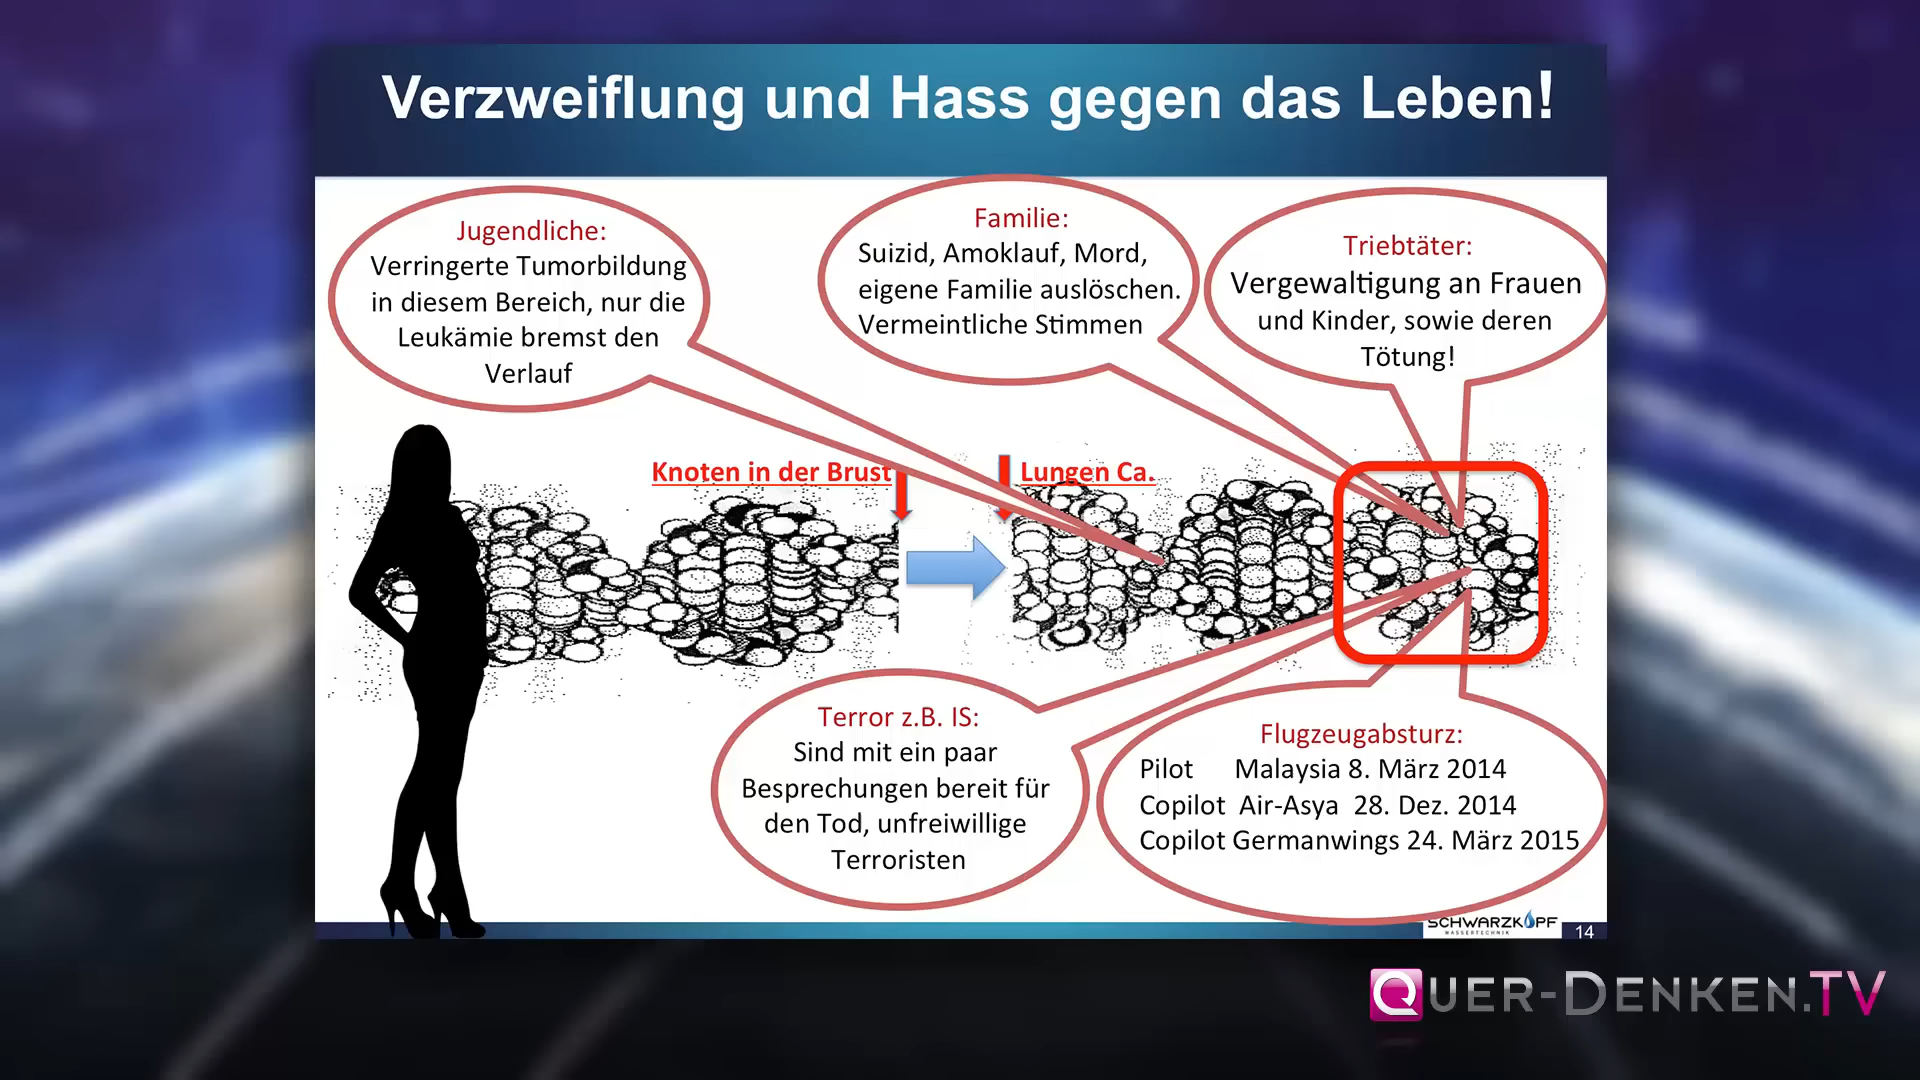 Verzweiflung und Hass gegen das Leben!
Jugendliche:
Verringerte Tumorbildung
in diesem Bereich, nur die
Leukämie bremst den
Verlauf
Familie:
Suizid, Amoklauf, Mord,
eigene Familie auslöschen.
Vermeintliche Stimmen
Triebtäter:
Vergewaltigung an Frauen
und Kinder, sowie deren
Tötung!
Knoten in der Brust
Lungen Ca.
Terror z.B. IS:
Sind mit ein paar
Besprechungen bereit für
den Tod, unfreiwillige
Terroristen
Flugzeugabsturz:
Pilot Malaysia 8. März 2014
Copilot Air-Asya 28. Dez. 2014
Copilot Germanwings 24. März 2015
SCHWARZKOPF
WASSERTECHNIK
14
QUER-DENKEN.TV